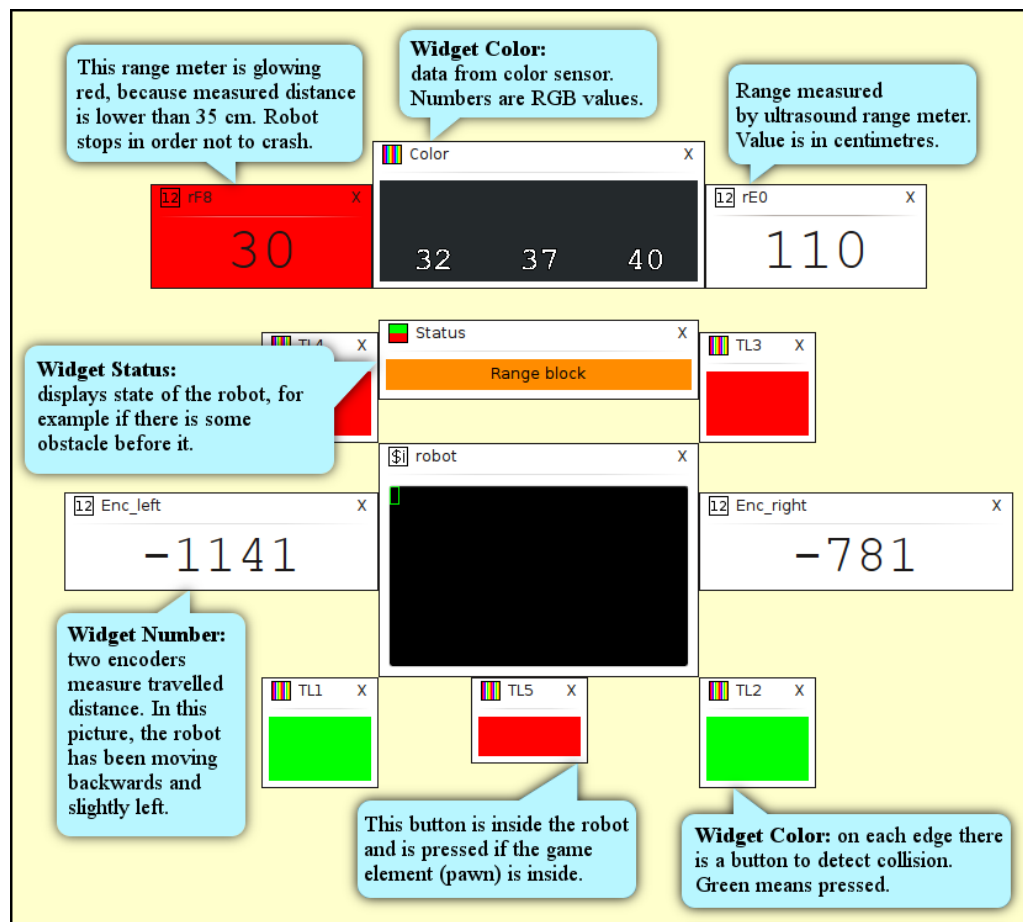 This range meter is glowing
red, because measured distance
is lower than 35 cm. Robot
stops in order not to crash.
Widget Color:
data from color sensor.
Numbers are RGB values.
Range measured
by ultrasound range meter.
Value is in centimetres.
12 rF8 X
30
Color X
32 37 40
12 rE0 X
110
TL4 X
Status X
Range block
TL3 X
Widget Status:
displays state of the robot, for
example if there is some
obstacle before it.
$i robot X
12 Enc_left X
-1141
12 Enc_right X
-781
Widget Number:
two encoders
measure travelled
distance. In this
picture, the robot
has been moving
backwards and
slightly left.
TL1 X
TL5 X
TL2 X
This button is inside the robot
and is pressed if the game
element (pawn) is inside.
Widget Color: on each edge there
is a button to detect collision.
Green means pressed.